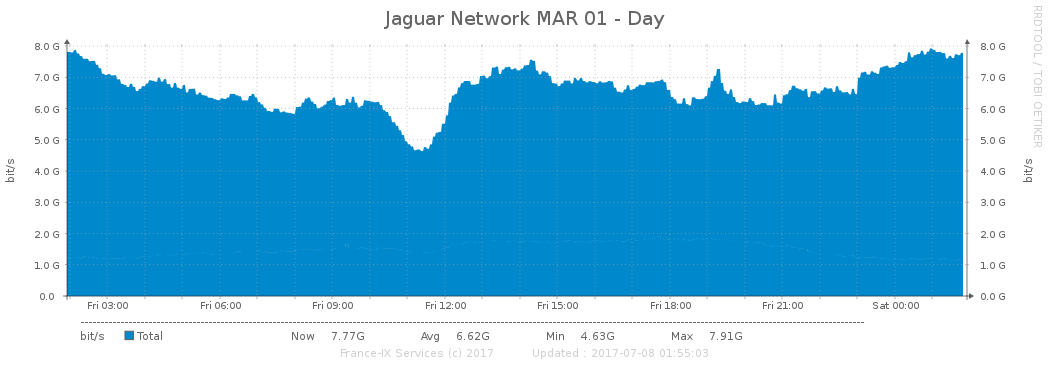 Jaguar Network MAR 01 - Day
RRDTOOL / TOBI OETIKER
bit/s
8.0 G 8.0 G
7.0 G 7.0 G
6.0 G 6.0 G
5.0 G 5.0 G
4.0 G 4.0 G
3.0 G 3.0 G
2.0 G 2.0 G
1.0 G 1.0 G
0.0 0.0 G
bit/s
Fri 03:00 Fri 06:00 Fri 09:00 Fri 12:00 Fri 15:00 Fri 18:00 Fri 21:00 Sat 00:00
bit/s Total Now 7.77G Avg 6.62G Min 4.63G Max 7.91G
France-IX Services (c) 2017 Updated : 2017-07-08 01:55:03